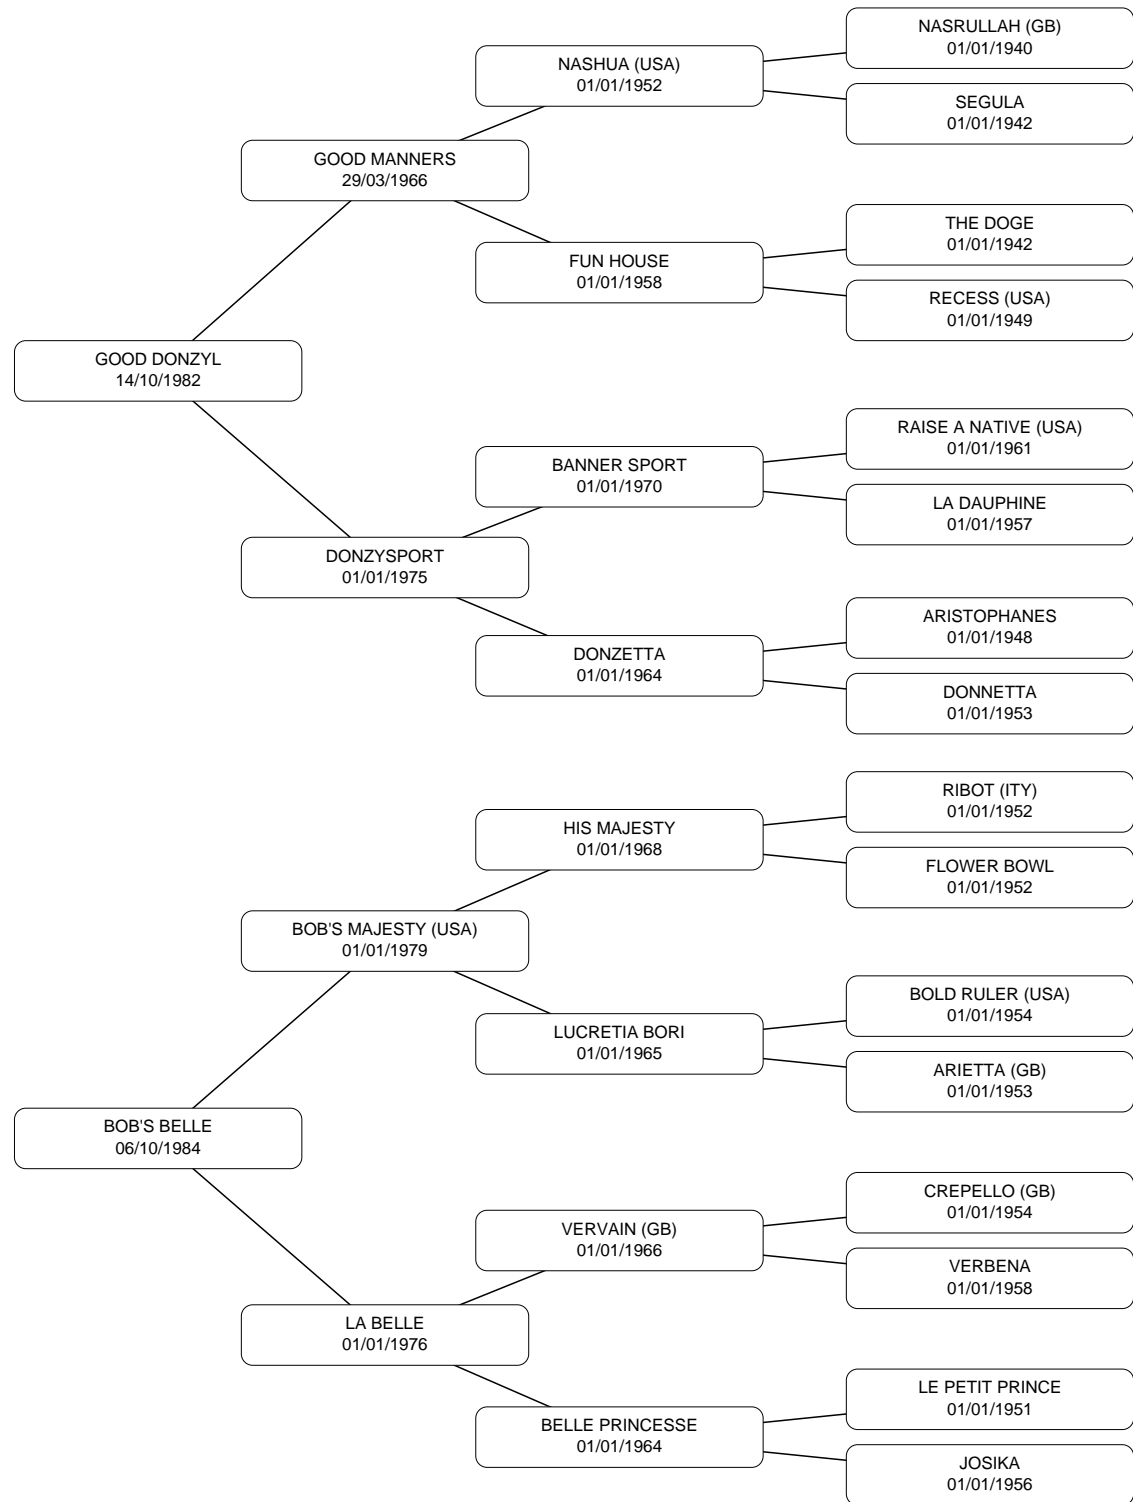 NASRULLAH (GB)
01/01/1940
NASHUA (USA)
01/01/1952
SEGULA
01/01/1942
GOOD MANNERS
29/03/1966
THE DOGE
01/01/1942
FUN HOUSE
01/01/1958
RECESS (USA)
01/01/1949
GOOD DONZYL
14/10/1982
RAISE A NATIVE (USA)
01/01/1961
BANNER SPORT
01/01/1970
LA DAUPHINE
01/01/1957
DONZYSPORT
01/01/1975
ARISTOPHANES
01/01/1948
DONZETTA
01/01/1964
DONNETTA
01/01/1953
RIBOT (ITY)
01/01/1952
HIS MAJESTY
01/01/1968
FLOWER BOWL
01/01/1952
BOB'S MAJESTY (USA)
01/01/1979
BOLD RULER (USA)
01/01/1954
LUCRETIA BORI
01/01/1965
ARIETTA (GB)
01/01/1953
BOB'S BELLE
06/10/1984
CREPELLO (GB)
01/01/1954
VERVAIN (GB)
01/01/1966
VERBENA
01/01/1958
LA BELLE
01/01/1976
LE PETIT PRINCE
01/01/1951
BELLE PRINCESSE
01/01/1964
JOSIKA
01/01/1956